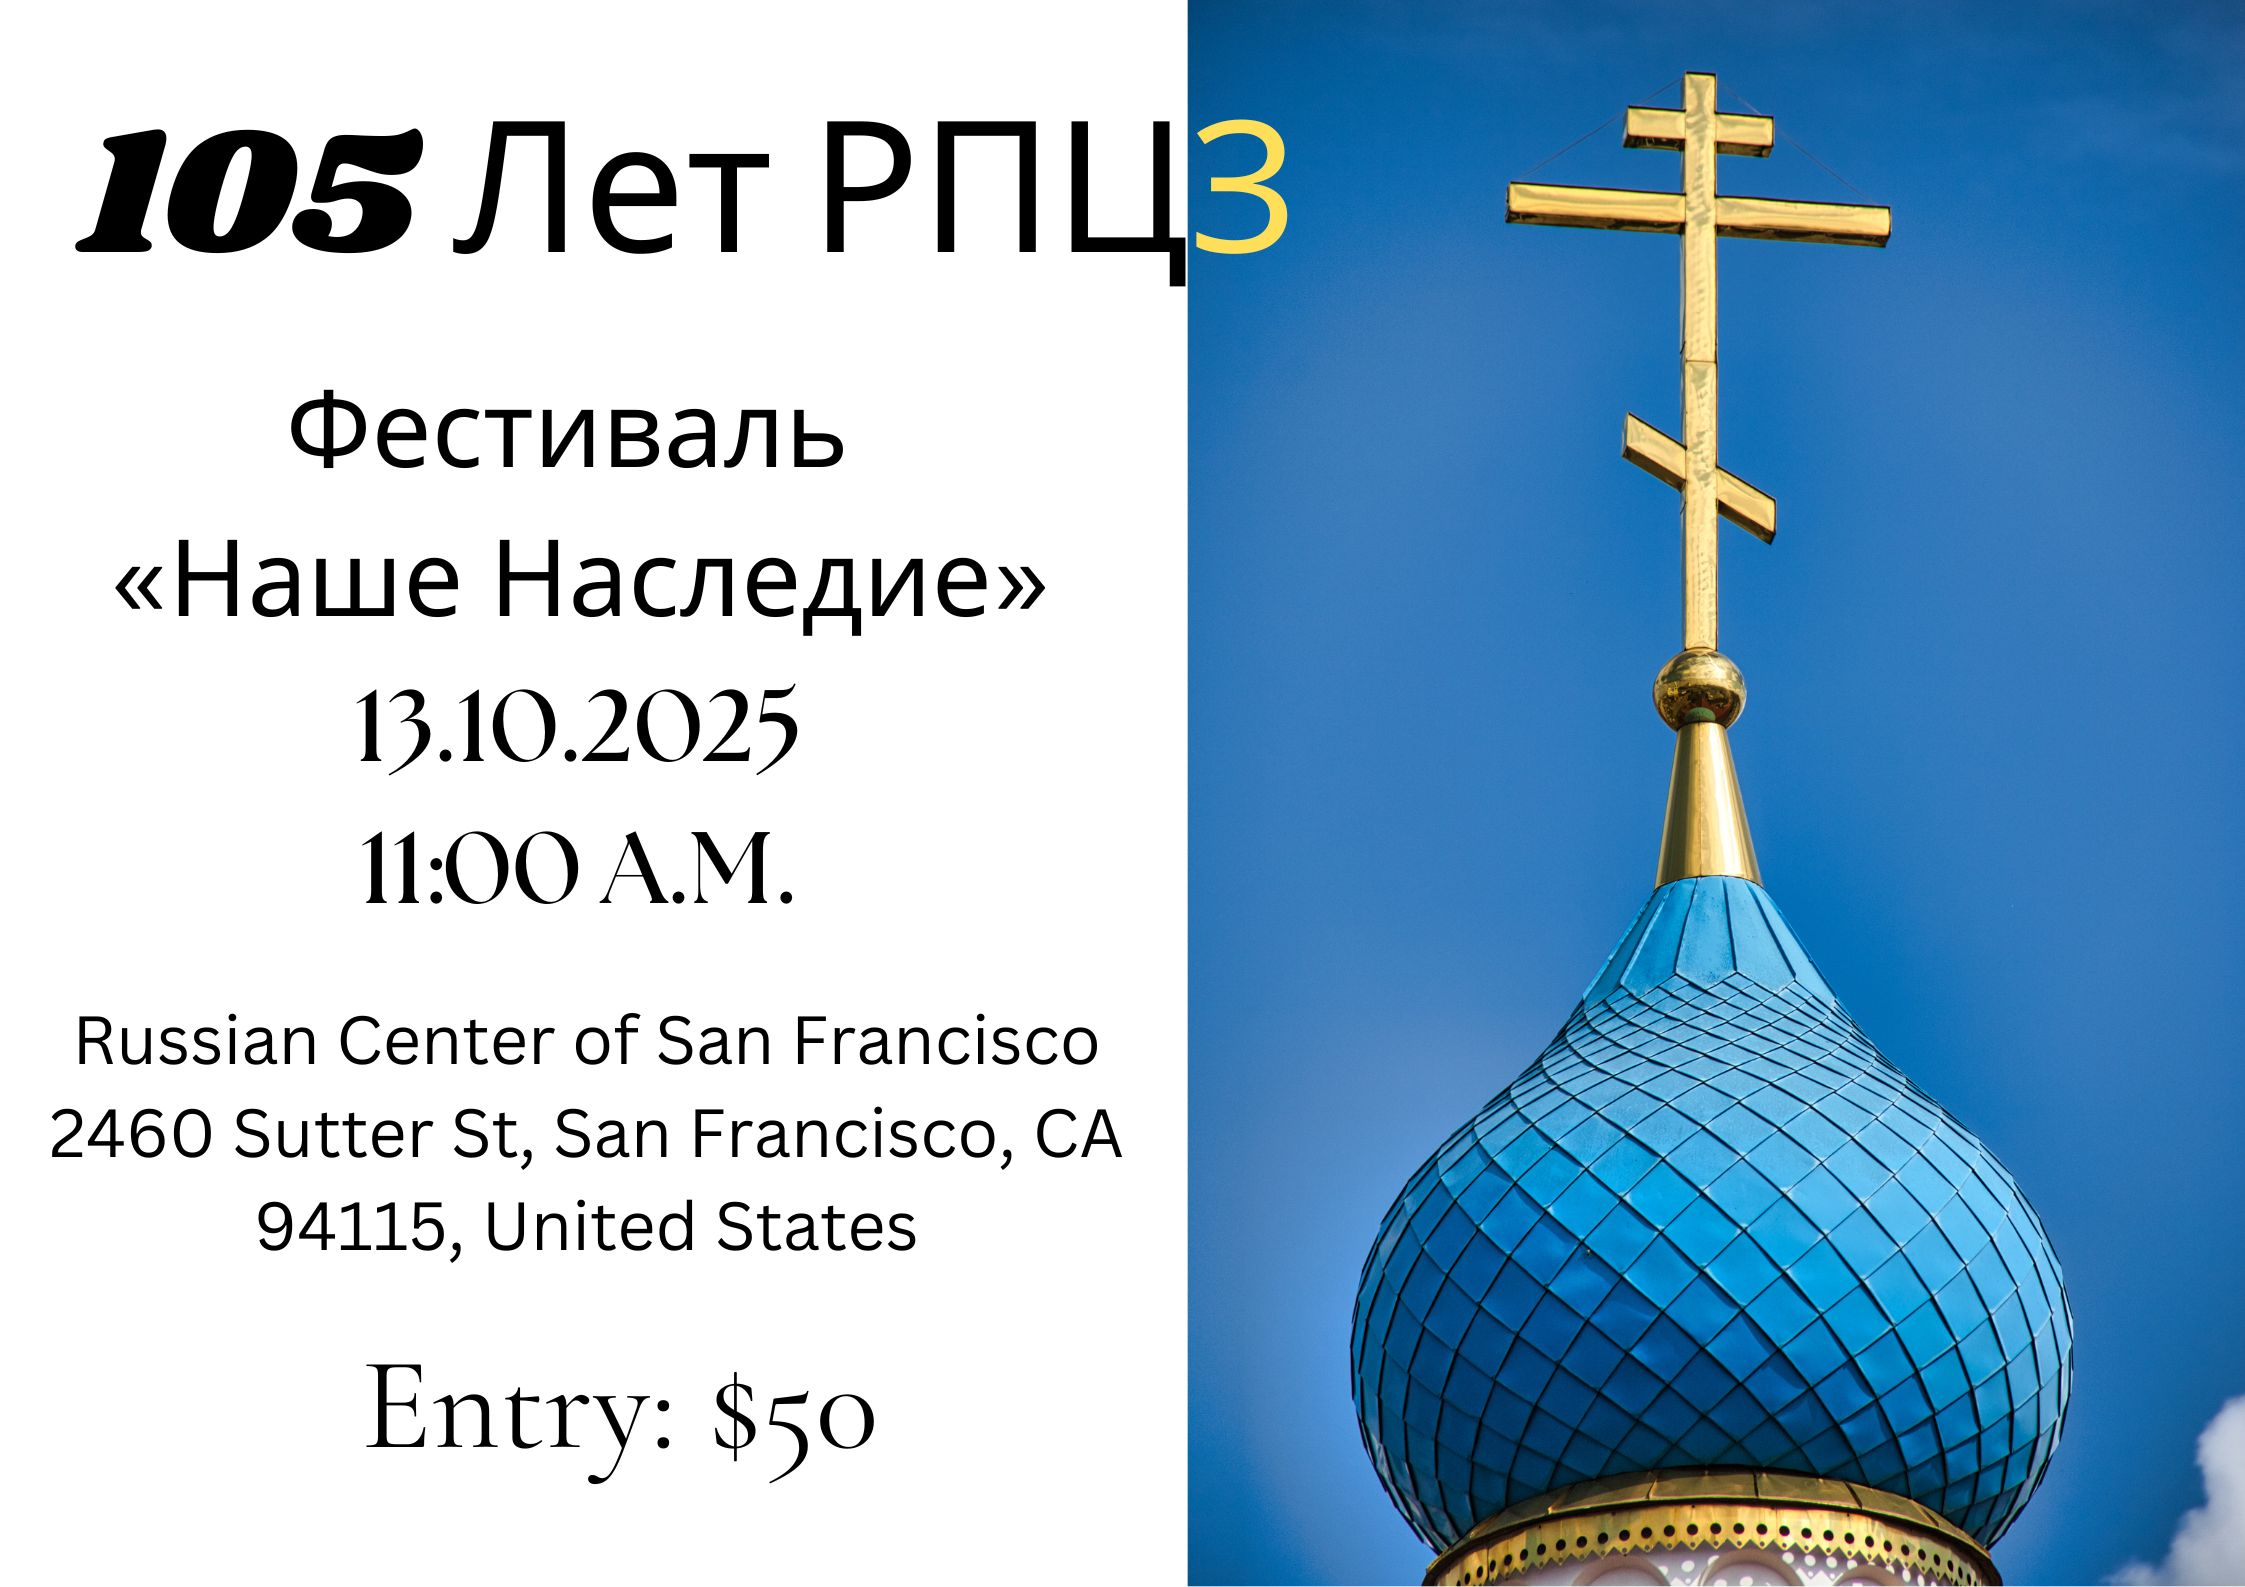 105 Лет РПЦЗ
Фестиваль
«Наше Наследие»
13.10.2025
11:00 A.M.
Russian Center of San Francisco
2460 Sutter St, San Francisco, CA
94115, United States
Entry: $50